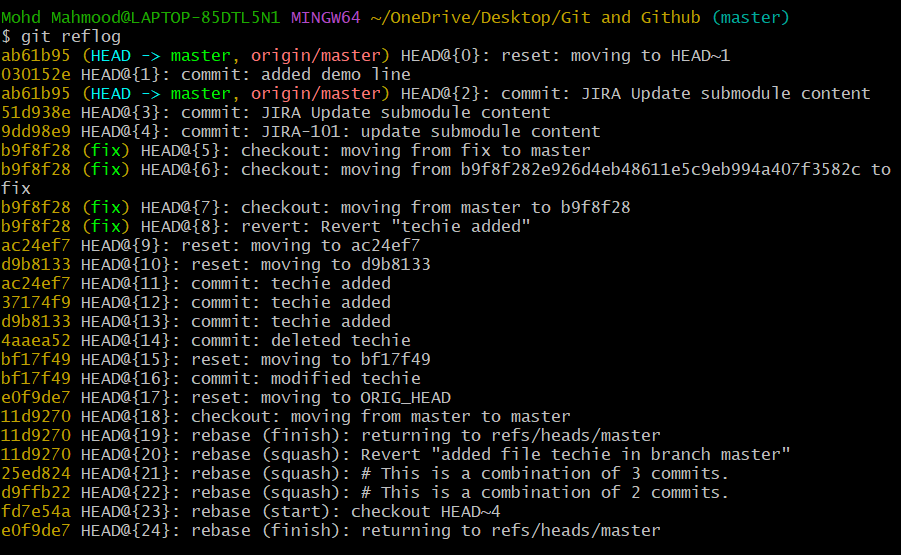 Mohd Mahmood@LAPTOP-85DTL5N1 MINGW64 ~/OneDrive/Desktop/Git and Github (master)
$ git reflog
ab61b95 (HEAD -> master, origin/master) HEAD@{0}: reset: moving to HEAD~1
030152e HEAD@{1}: commit: added demo line
ab61b95 (HEAD -> master, origin/master) HEAD@{2}: commit: JIRA Update submodule content
51d938e HEAD@{3}: commit: JIRA Update submodule content
9dd98e9 HEAD@{4}: commit: JIRA-101: update submodule content
b9f8f28 (fix) HEAD@{5}: checkout: moving from fix to master
b9f8f28 (fix) HEAD@{6}: checkout: moving from b9f8f282e926d4eb48611e5c9eb994a407f3582c to
fix
b9f8f28 (fix) HEAD@{7}: checkout: moving from master to b9f8f28
b9f8f28 (fix) HEAD@{8}: revert: Revert "techie added"
ac24ef7 HEAD@{9}: reset: moving to ac24ef7
d9b8133 HEAD@{10}: reset: moving to d9b8133
ac24ef7 HEAD@{11}: commit: techie added
37174f9 HEAD@{12}: commit: techie added
d9b8133 HEAD@{13}: commit: techie added
4aaea52 HEAD@{14}: commit: deleted techie
bf17f49 HEAD@{15}: reset: moving to bf17f49
bf17f49 HEAD@{16}: commit: modified techie
e0f9de7 HEAD@{17}: reset: moving to ORIG_HEAD
11d9270 HEAD@{18}: checkout: moving from master to master
11d9270 HEAD@{19}: rebase (finish): returning to refs/heads/master
11d9270 HEAD@{20}: rebase (squash): Revert "added file techie in branch master"
25ed824 HEAD@{21}: rebase (squash): # This is a combination of 3 commits.
d9ffb22 HEAD@{22}: rebase (squash): # This is a combination of 2 commits.
fd7e54a HEAD@{23}: rebase (start): checkout HEAD~4
e0f9de7 HEAD@{24}: rebase (finish): returning to refs/heads/master